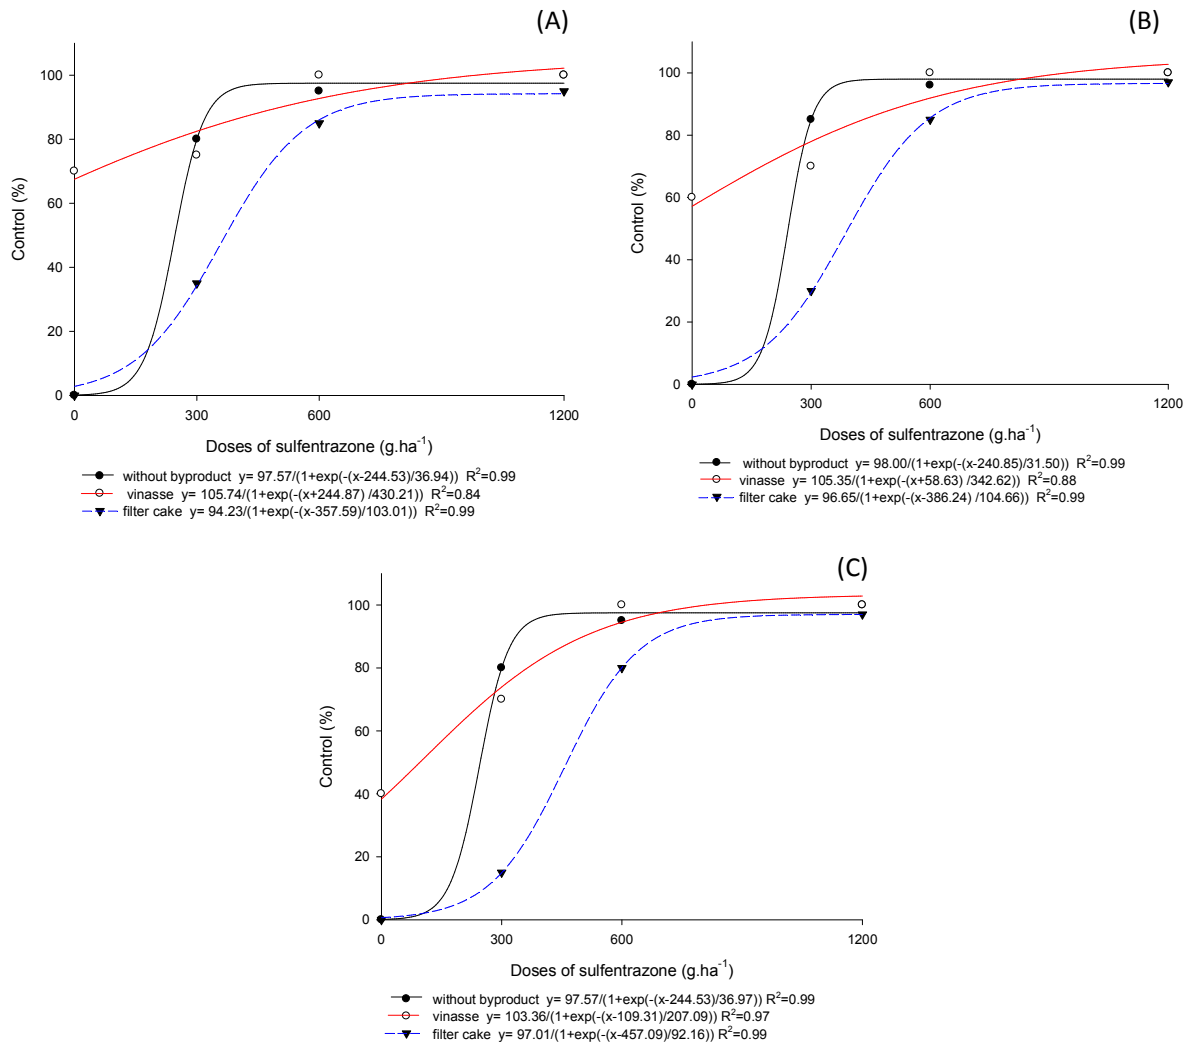 (A)
100
80
60
40
20
0
Control (%)
0 300 600 1200
Doses of sulfentrazone (g.ha⁻¹)
without byproduct y= 97.57/(1+exp(-(x-244.53)/36.94)) R²=0.99
vinasse y= 105.74/(1+exp(-(x+244.87) /430.21)) R²=0.84
filter cake y= 94.23/(1+exp(-(x-357.59)/103.01)) R²=0.99
(B)
100
80
60
40
20
0
Control (%)
0 300 600 1200
Doses of sulfentrazone (g.ha⁻¹)
without byproduct y= 98.00/(1+exp(-(x-240.85)/31.50)) R²=0.99
vinasse y= 105.35/(1+exp(-(x+58.63) /342.62)) R²=0.88
filter cake y= 96.65/(1+exp(-(x-386.24) /104.66)) R²=0.99
(C)
100
80
60
40
20
0
Control (%)
0 300 600 1200
Doses of sulfentrazone (g.ha⁻¹)
without byproduct y= 97.57/(1+exp(-(x-244.53)/36.97)) R²=0.99
vinasse y= 103.36/(1+exp(-(x-109.31)/207.09)) R²=0.97
filter cake y= 97.01/(1+exp(-(x-457.09)/92.16)) R²=0.99